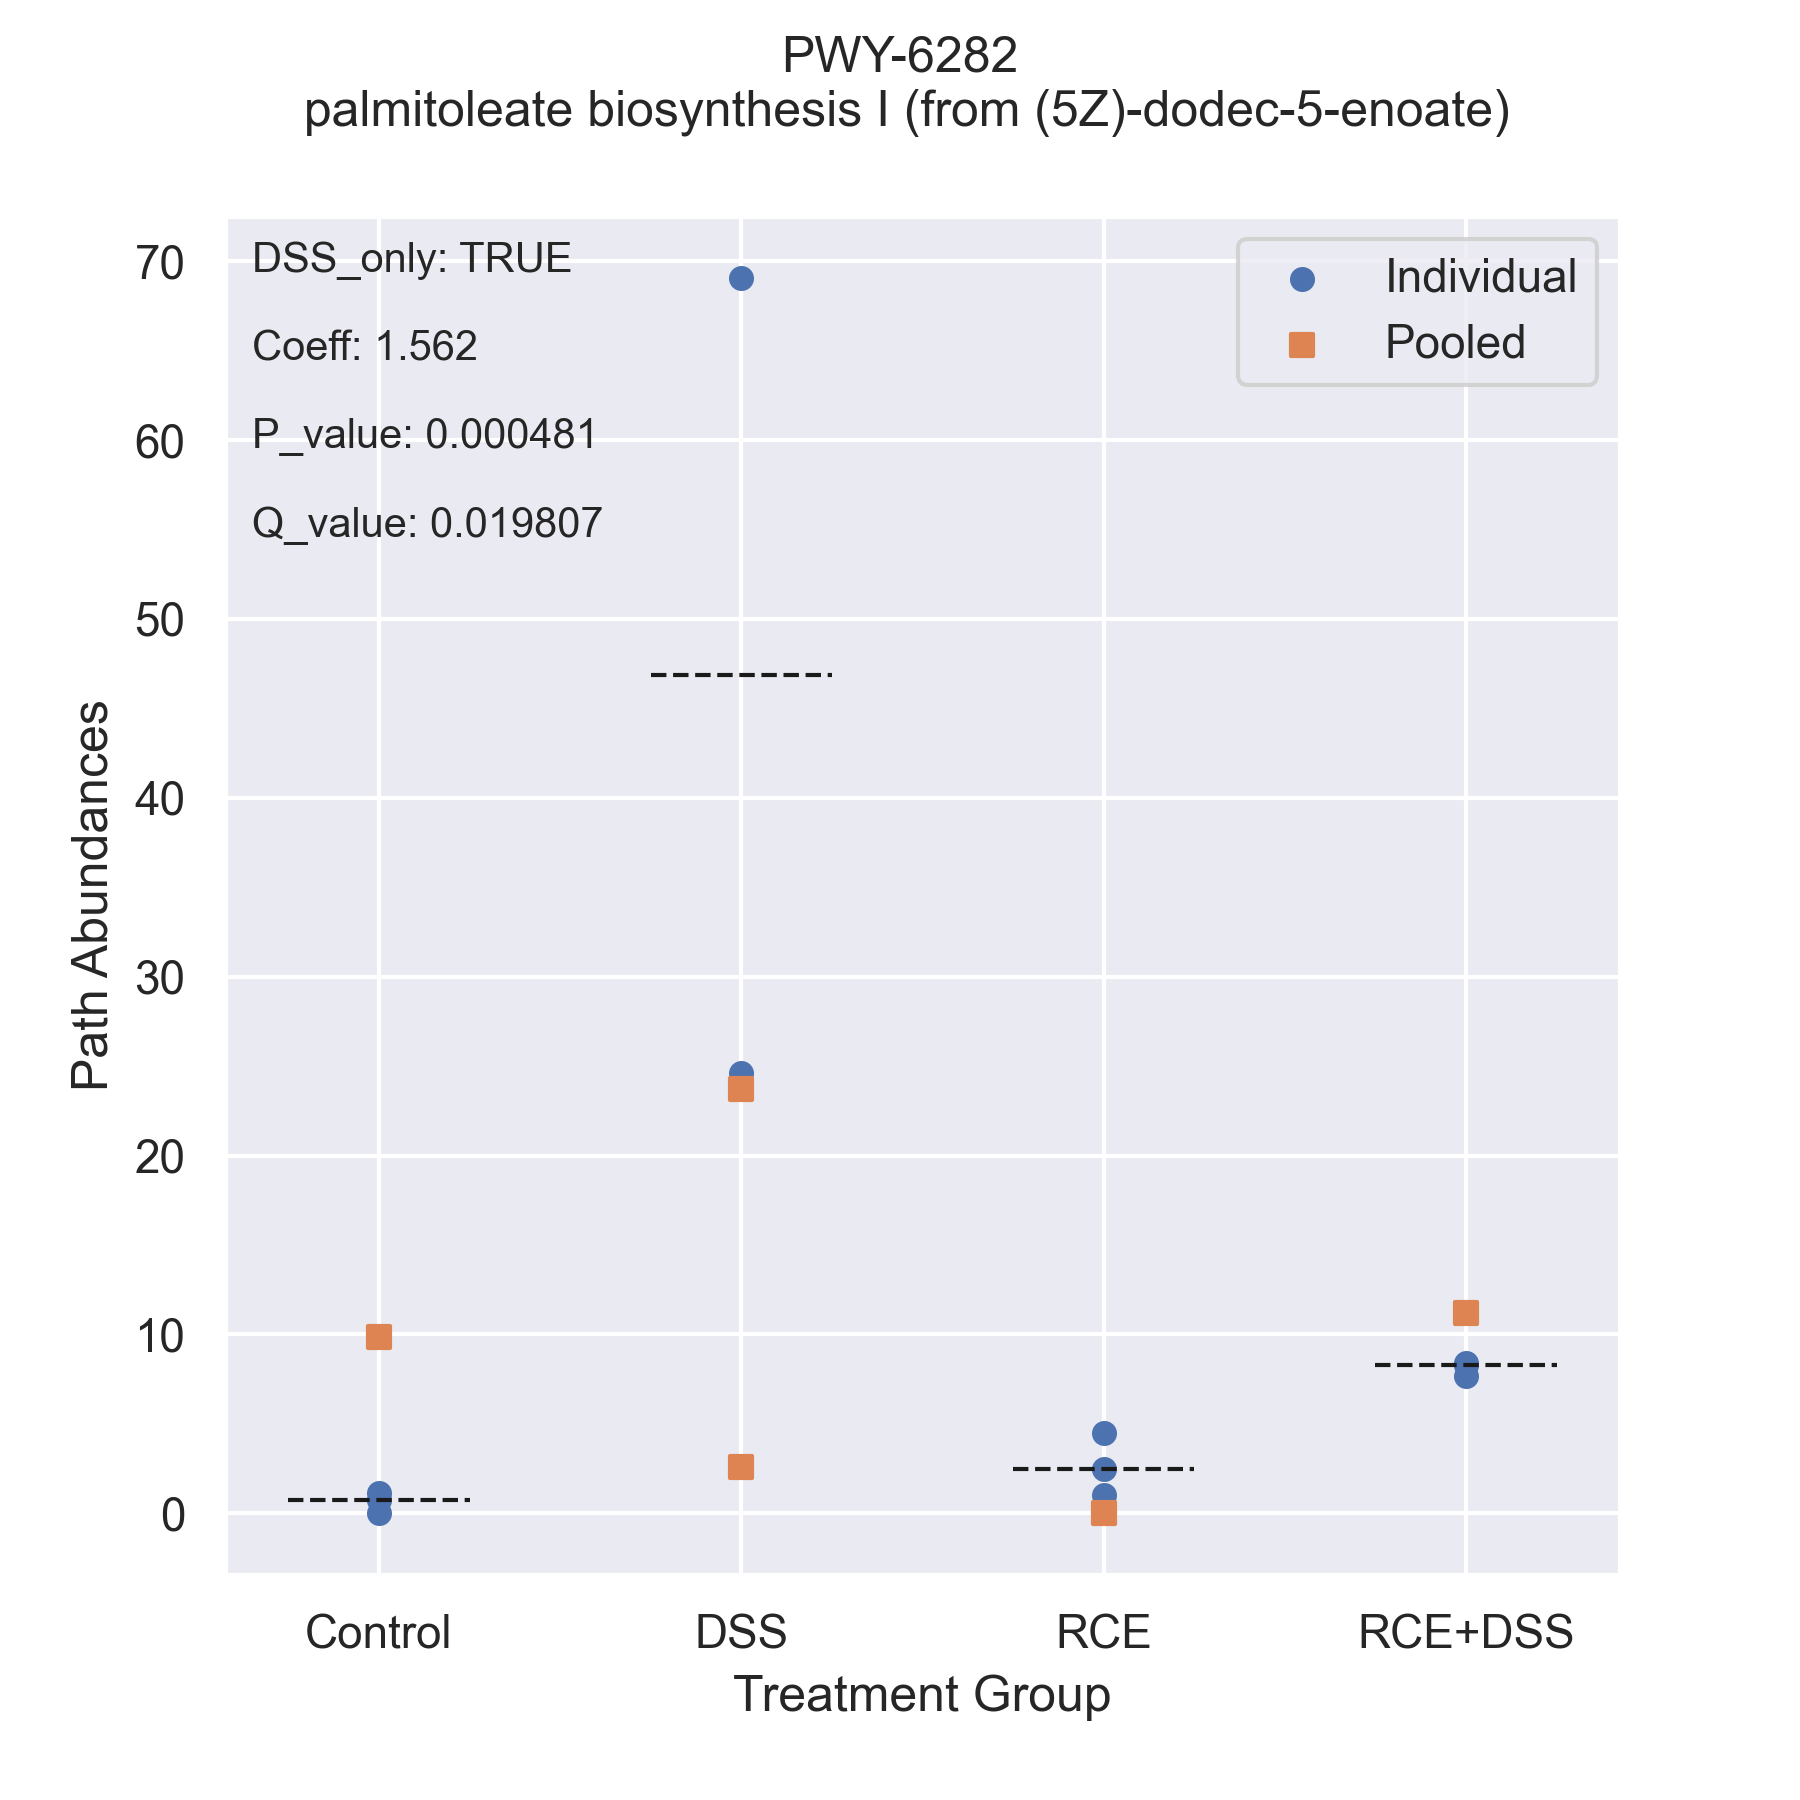 PWY-6282
palmitoleate biosynthesis I (from (5Z)-dodec-5-enoate)
DSS_only: TRUE
Coeff: 1.562
P_value: 0.000481
Q_value: 0.019807
Individual
Pooled
70
60
50
40
30
20
10
0
Path Abundances
Control
DSS
RCE
RCE+DSS
Treatment Group